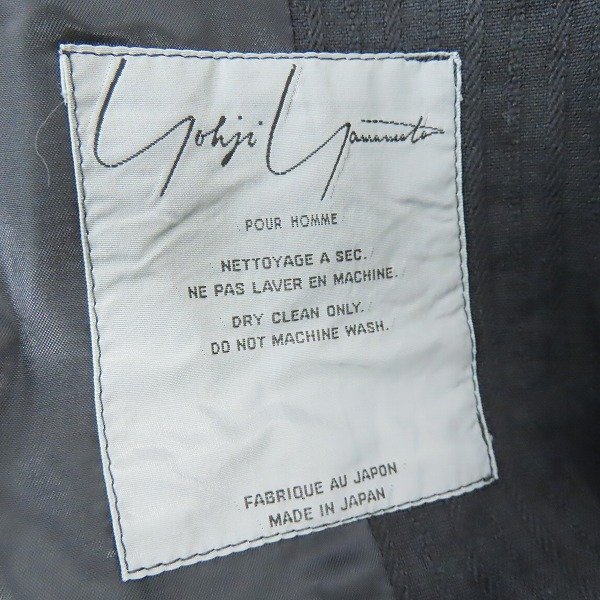 Yohji Yamamoto
POUR HOMME
NETTOYAGE A SEC.
NE PAS LAVER EN MACHINE.
DRY CLEAN ONLY.
DO NOT MACHINE WASH.
FABRIQUE AU JAPON
MADE IN JAPAN